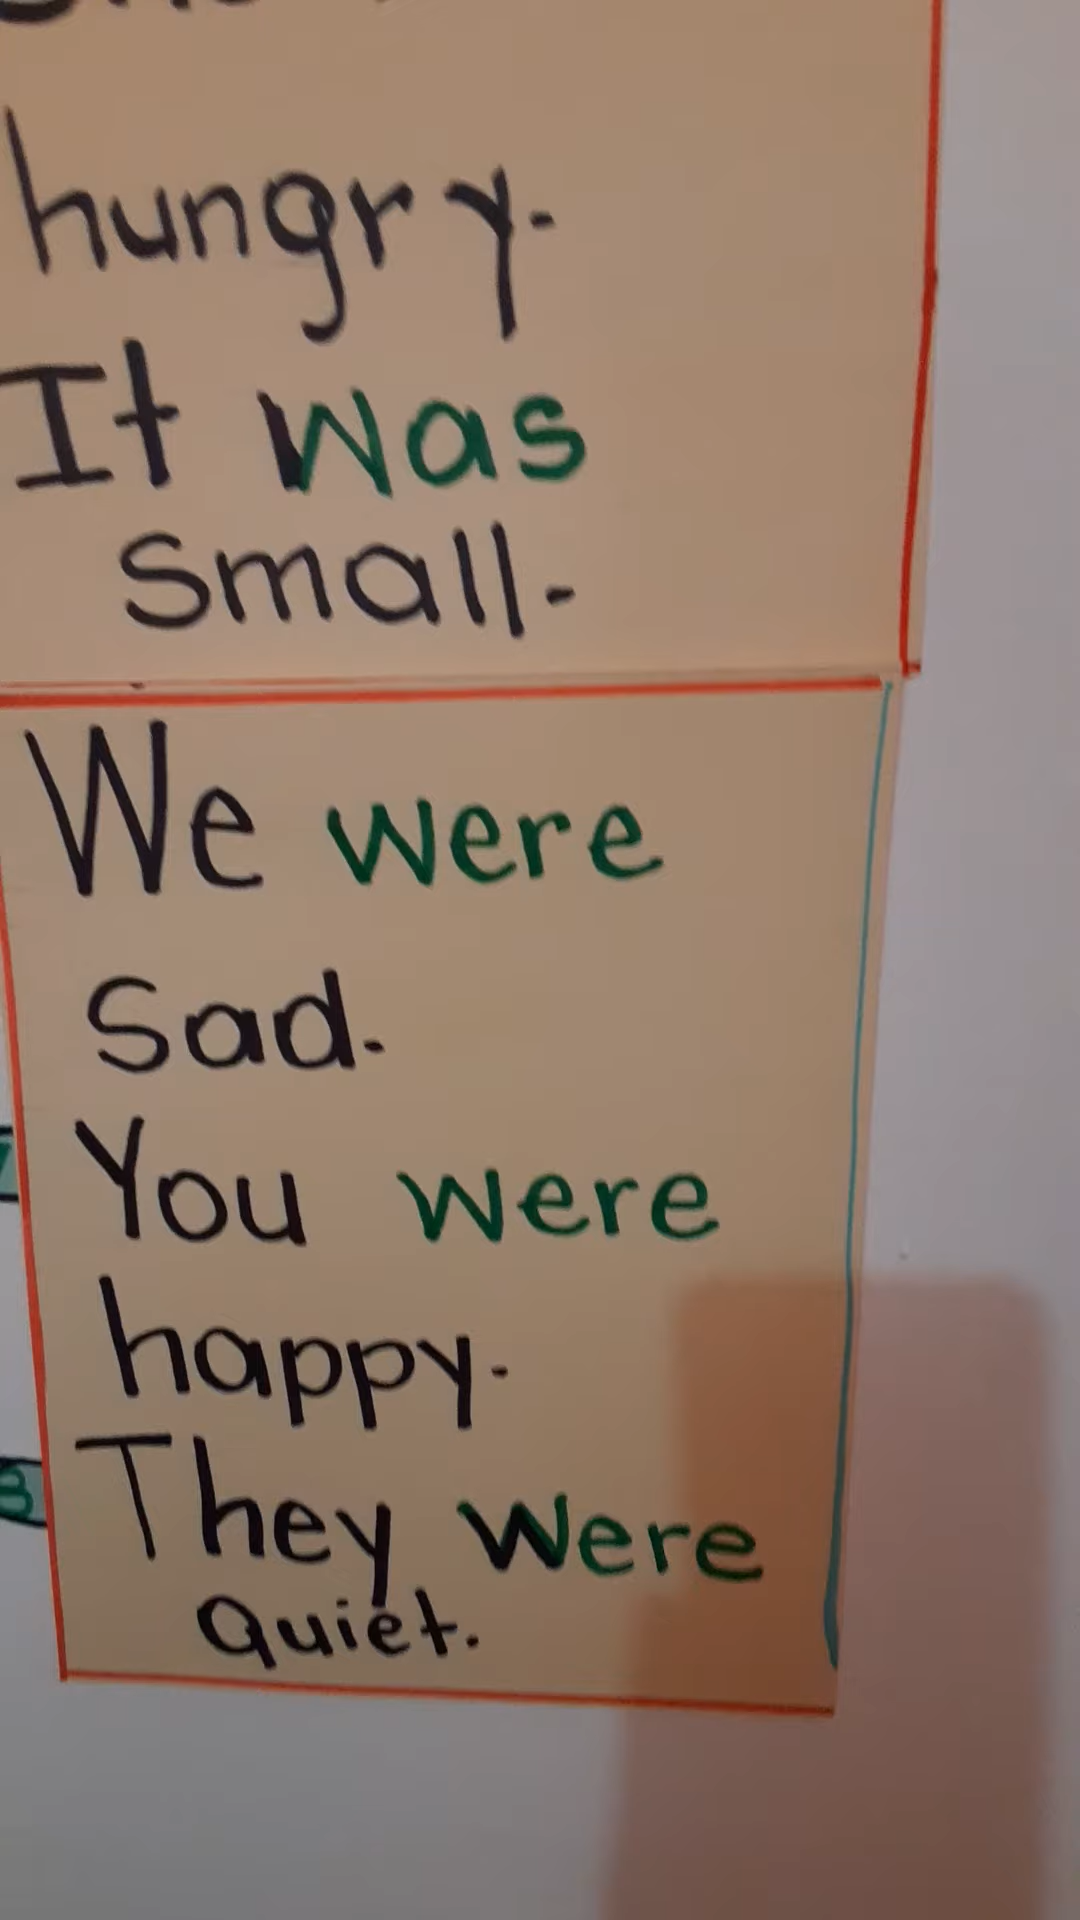 hungry.
It was
small.
We were
sad.
You were
happy.
They were
Quiet.